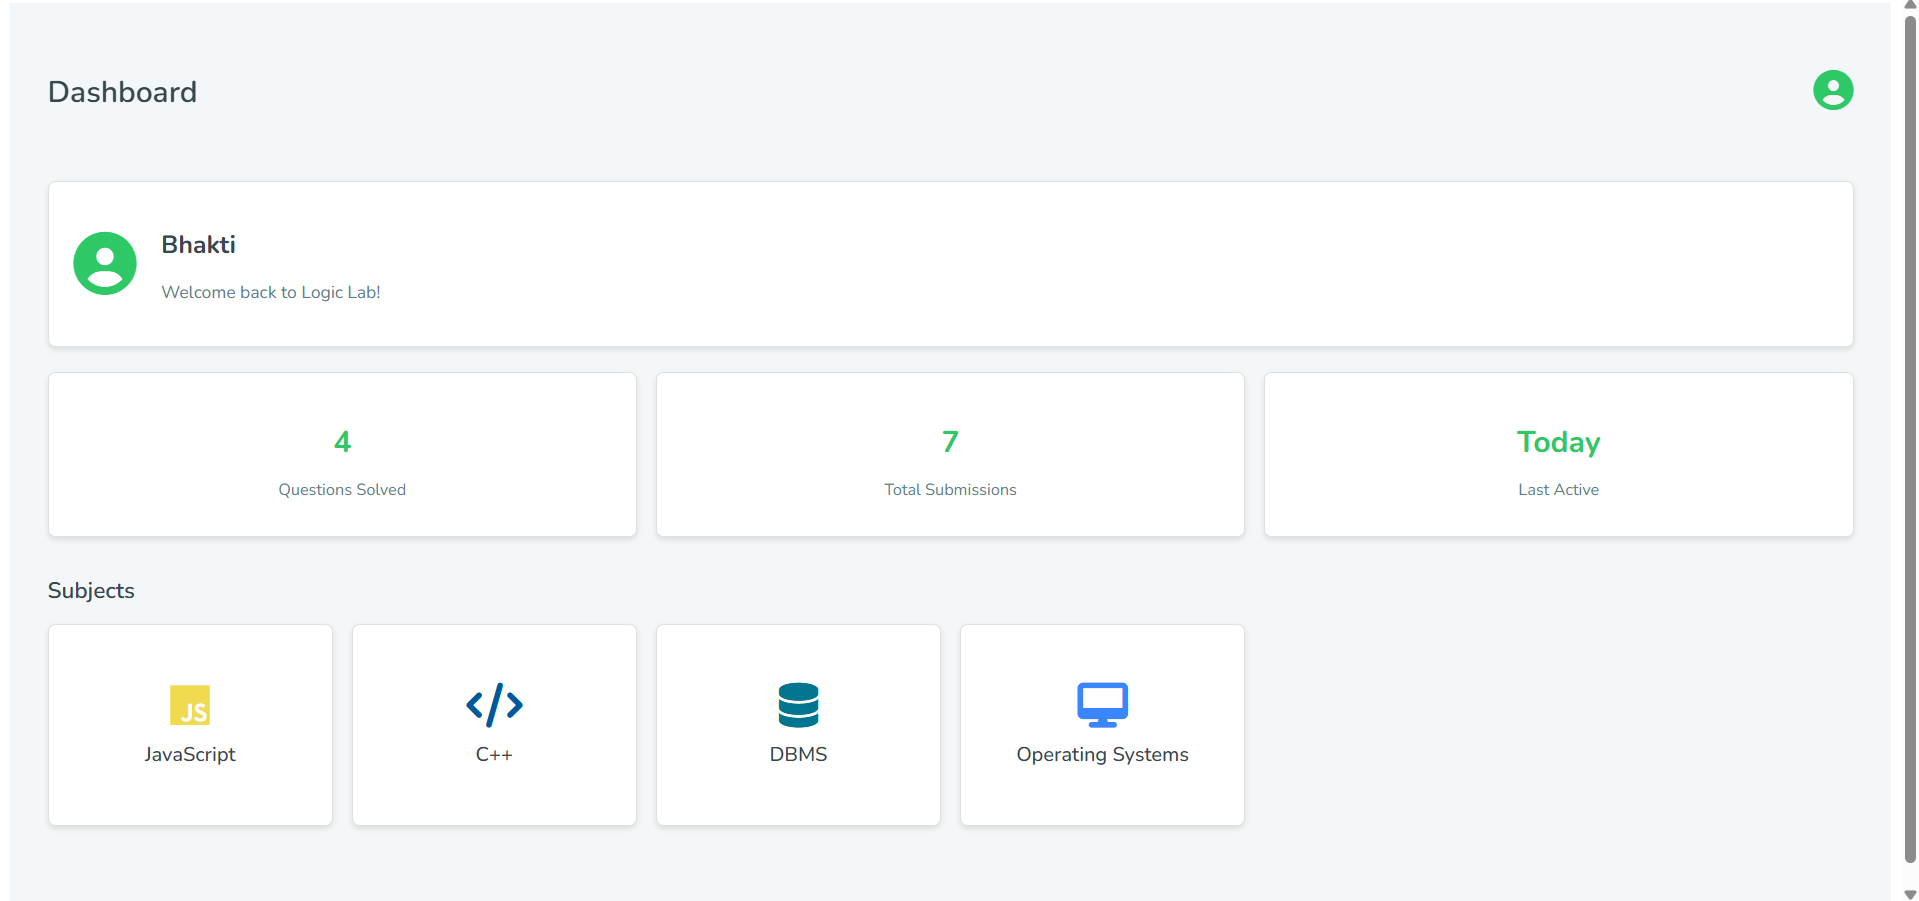 Dashboard
Bhakti
Welcome back to Logic Lab!
4
Questions Solved
7
Total Submissions
Today
Last Active
Subjects
JS
JavaScript
</>
C++
DBMS
Operating Systems